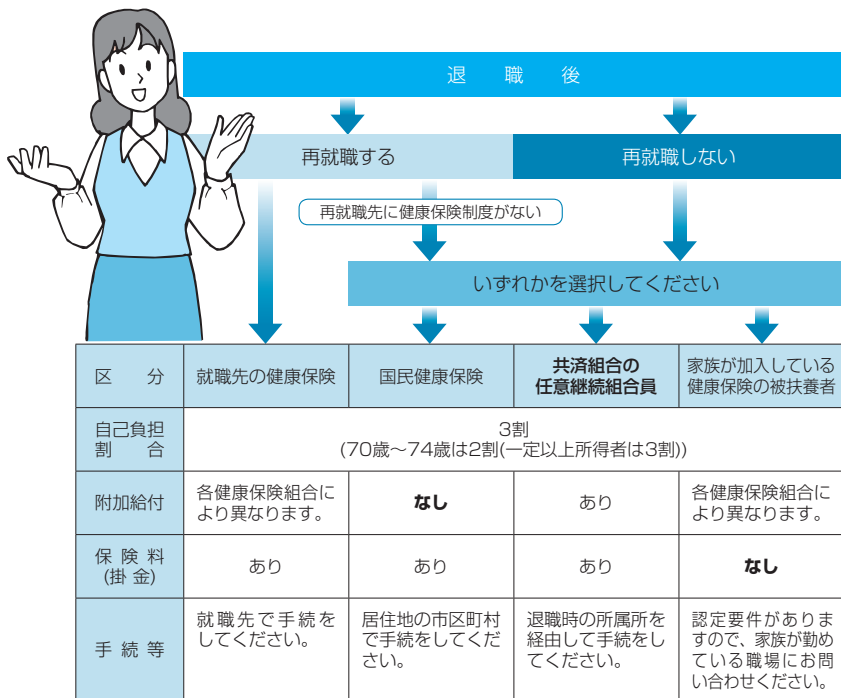 退職後
再就職する
再就職しない
再就職先に健康保険制度がない
いずれかを選択してください
区分
就職先の健康保険
国民健康保険
共済組合の
任意継続組合員
家族が加入している
健康保険の被扶養者
自己負担
割合
3割
(70歳～74歳は2割(一定以上所得者は3割))
附加給付
各健康保険組合に
より異なります。
なし
あり
各健康保険組合に
より異なります。
保険料
(掛金)
あり
あり
あり
なし
手続等
就職先で手続を
してください。
居住地の市区町村
で手続をしてくだ
さい。
退職時の所属所を
経由して手続をし
てください。
認定要件がありま
すので、家族が勤め
ている職場にお問
い合わせください。